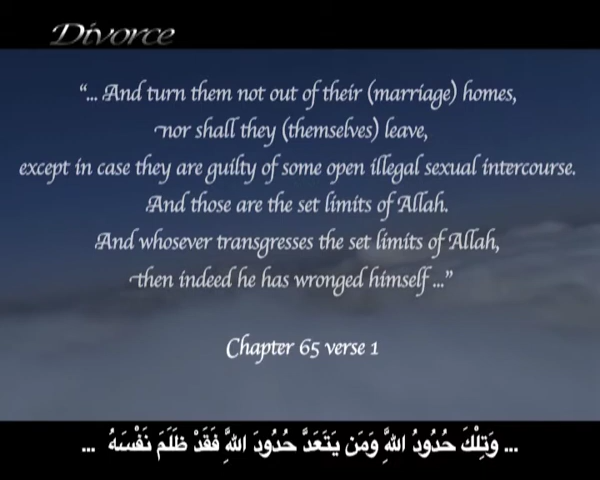 Divorce
“... And turn them not out of their (marriage) homes,
nor shall they (themselves) leave,
except in case they are guilty of some open illegal sexual intercourse.
And those are the set limits of Allah.
And whosever transgresses the set limits of Allah,
then indeed he has wronged himself ...”
Chapter 65 verse 1
... وَتِلْكَ حُدُودُ اللَّهِ وَمَن يَتَعَدَّ حُدُودَ اللَّهِ فَقَدْ ظَلَمَ نَفْسَهُ ...